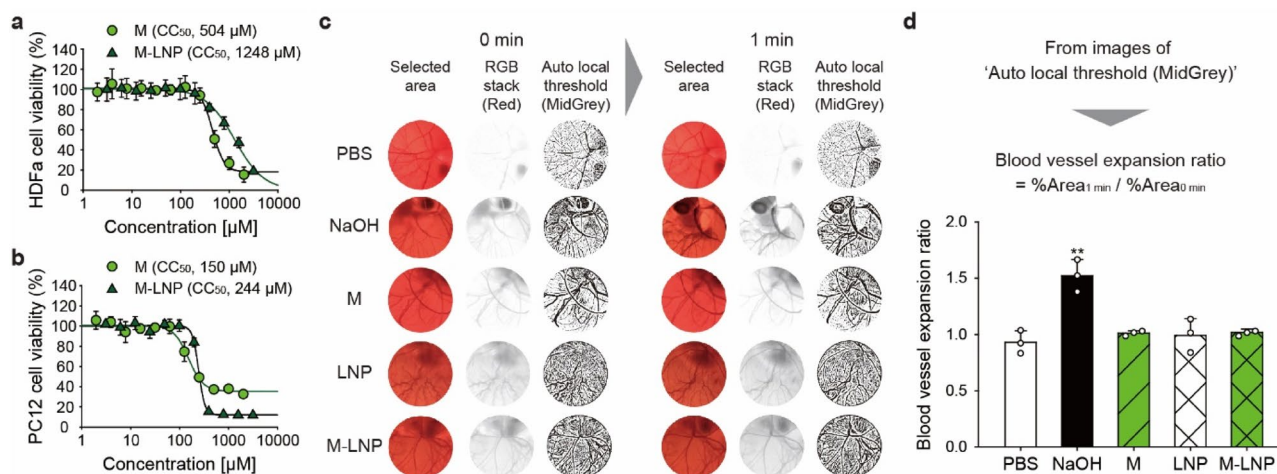 a
M (CC₅₀, 504 µM)
M-LNP (CC₅₀, 1248 µM)
HDFa cell viability (%)
140
120
100
80
60
40
20
0
1 10 100 1000 10000
Concentration [µM]
b
M (CC₅₀, 150 µM)
M-LNP (CC₅₀, 244 µM)
PC12 cell viability (%)
140
120
100
80
60
40
20
0
1 10 100 1000 10000
Concentration [µM]
c
0 min
1 min
Selected area
RGB stack (Red)
Auto local threshold (MidGrey)
Selected area
RGB stack (Red)
Auto local threshold (MidGrey)
PBS
NaOH
M
LNP
M-LNP
d
From images of
'Auto local threshold (MidGrey)'
Blood vessel expansion ratio
= %Area₁ ₘᵢₙ / %Area₀ ₘᵢₙ
Blood vessel expansion ratio
2.0
1.5
1.0
0.5
0.0
**
PBS NaOH M LNP M-LNP